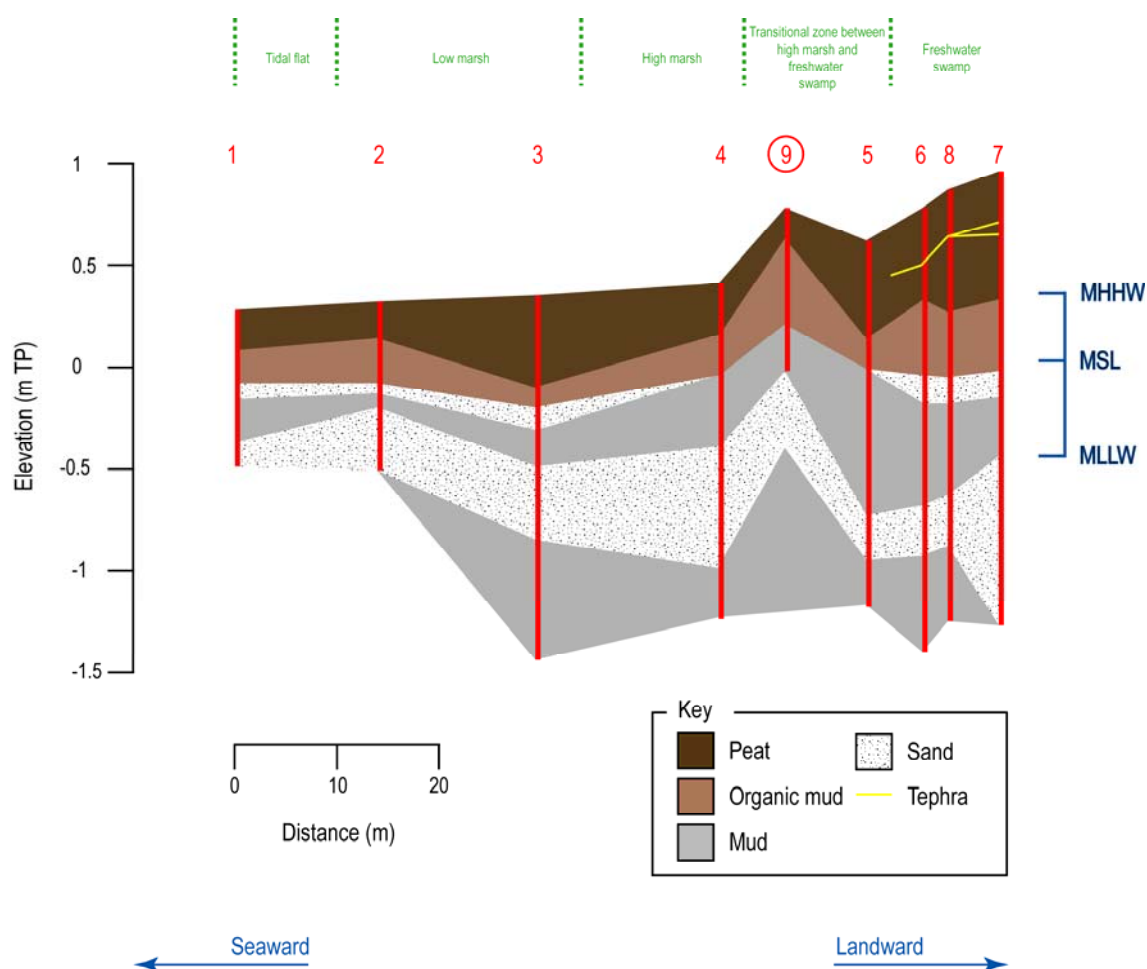 Tidal flat
Low marsh
High marsh
Transitional zone between
high marsh and
freshwater
swamp
Freshwater
swamp
1 2 3 4 9 5 6 8 7
1
0.5
0
-0.5
-1
-1.5
Elevation (m TP)
MHHW
MSL
MLLW
0 10 20
Distance (m)
Key
Peat
Organic mud
Mud
Sand
Tephra
Seaward
Landward